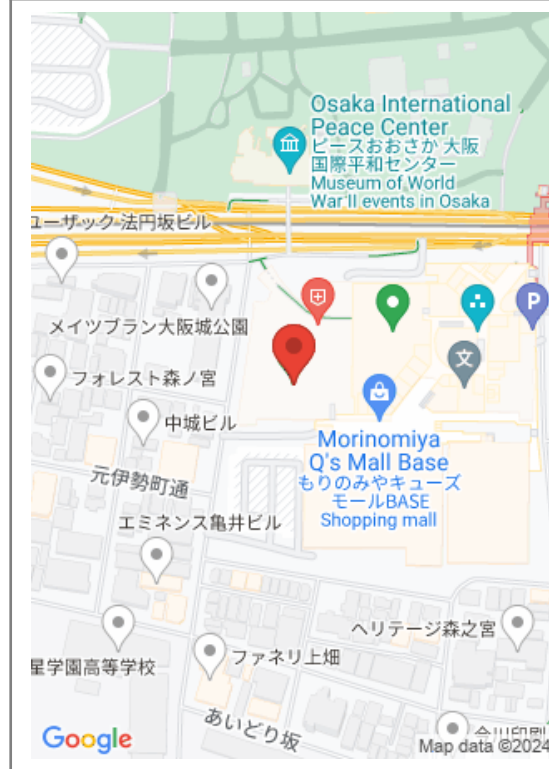 Osaka International
Peace Center
ピースおおさか 大阪
国際平和センター
Museum of World
War II events in Osaka
ューザック 法円坂ビル
P
メイツブラン大阪城公園
文
フォレスト森ノ宮
中城ビル
Morinomiya
Q's Mall Base
もりのみやキューズ
モールBASE
Shopping mall
元伊勢町通
エミネンス亀井ビル
ヘリテージ森之宮
星学園高等学校
ファネリ上畑
あいどり坂
今川印刷
Google
Map data ©2024